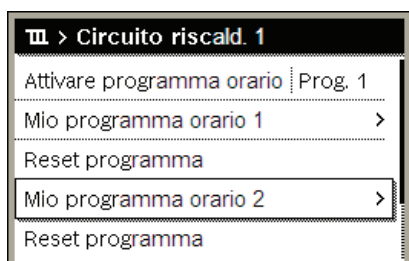 > Circuito riscald. 1
Attivare programma orario Prog. 1
Mio programma orario 1 >
Reset programma
Mio programma orario 2 >
Reset programma